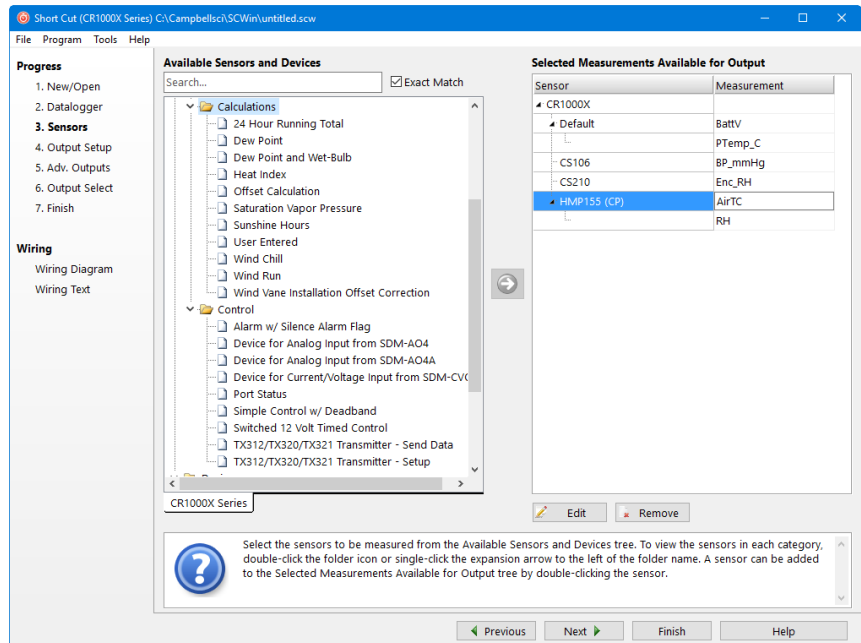 Short Cut (CR1000X Series) C:\Campbellsci\SCWin\untitled.scw
File Program Tools Help
Progress
1. New/Open
2. Datalogger
3. Sensors
4. Output Setup
5. Adv. Outputs
6. Output Select
7. Finish
Wiring
Wiring Diagram
Wiring Text
Available Sensors and Devices
Search...
Exact Match
Calculations
24 Hour Running Total
Dew Point
Dew Point and Wet-Bulb
Heat Index
Offset Calculation
Saturation Vapor Pressure
Sunshine Hours
User Entered
Wind Chill
Wind Run
Wind Vane Installation Offset Correction
Control
Alarm w/ Silence Alarm Flag
Device for Analog Input from SDM-AO4
Device for Analog Input from SDM-AO4A
Device for Current/Voltage Input from SDM-CVO
Port Status
Simple Control w/ Deadband
Switched 12 Volt Timed Control
TX312/TX320/TX321 Transmitter - Send Data
TX312/TX320/TX321 Transmitter - Setup
CR1000X Series
Selected Measurements Available for Output
Sensor Measurement
CR1000X
Default BattV
PTemp_C
CS106 BP_mmHg
CS210 Enc_RH
HMP155 (CP) AirTC
RH
Edit Remove
Select the sensors to be measured from the Available Sensors and Devices tree. To view the sensors in each category,
double-click the folder icon or single-click the expansion arrow to the left of the folder name. A sensor can be added
to the Selected Measurements Available for Output tree by double-clicking the sensor.
Previous Next Finish Help